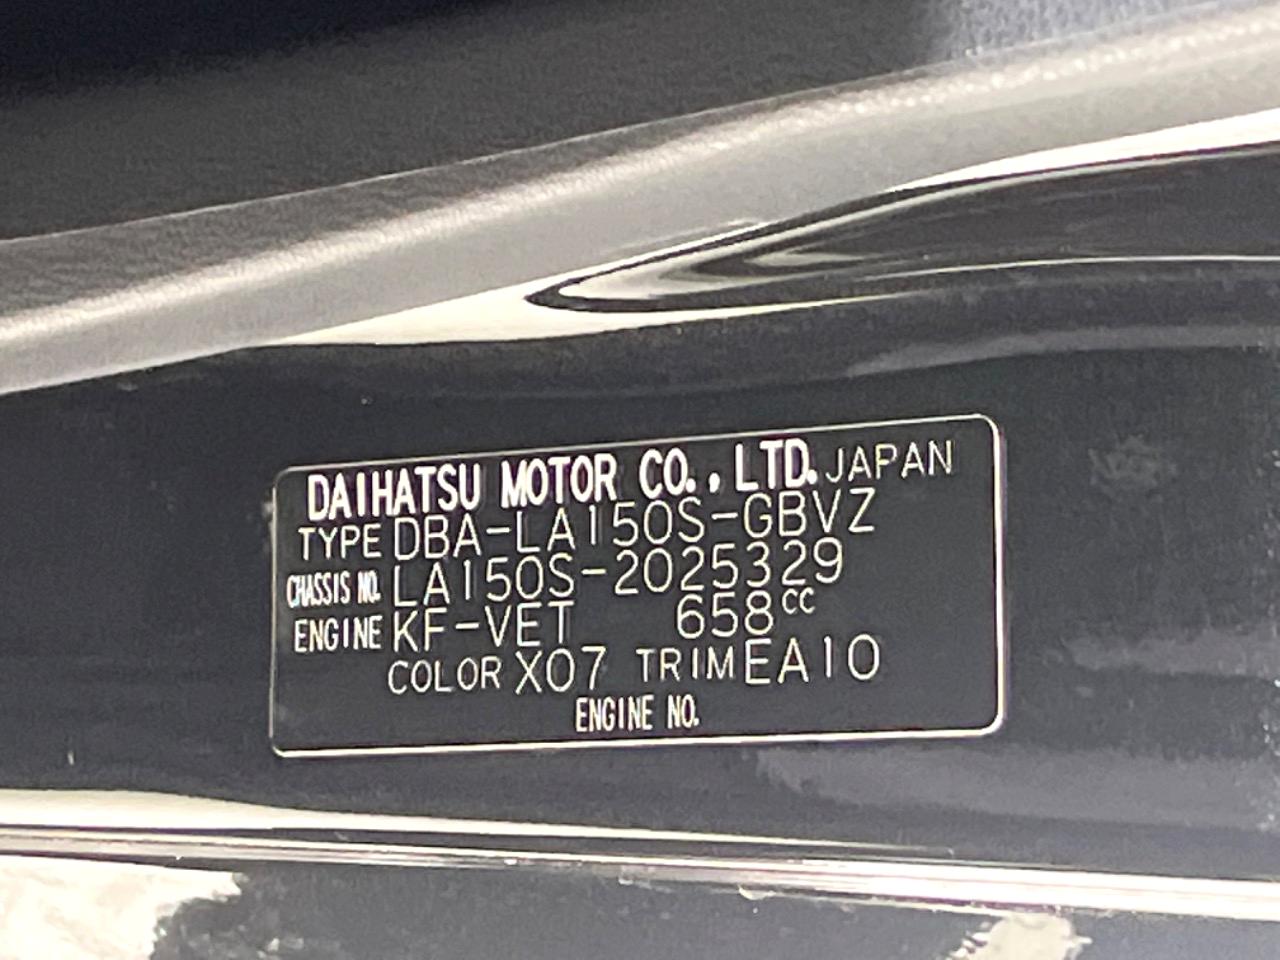 DAIHATSU MOTOR CO., LTD. JAPAN
TYPE DBA-LA150S-GBVZ
CHASSIS NO. LA150S-2025329
ENGINE KF-VET 658cc
COLOR X07 TRIM EA10
ENGINE NO.